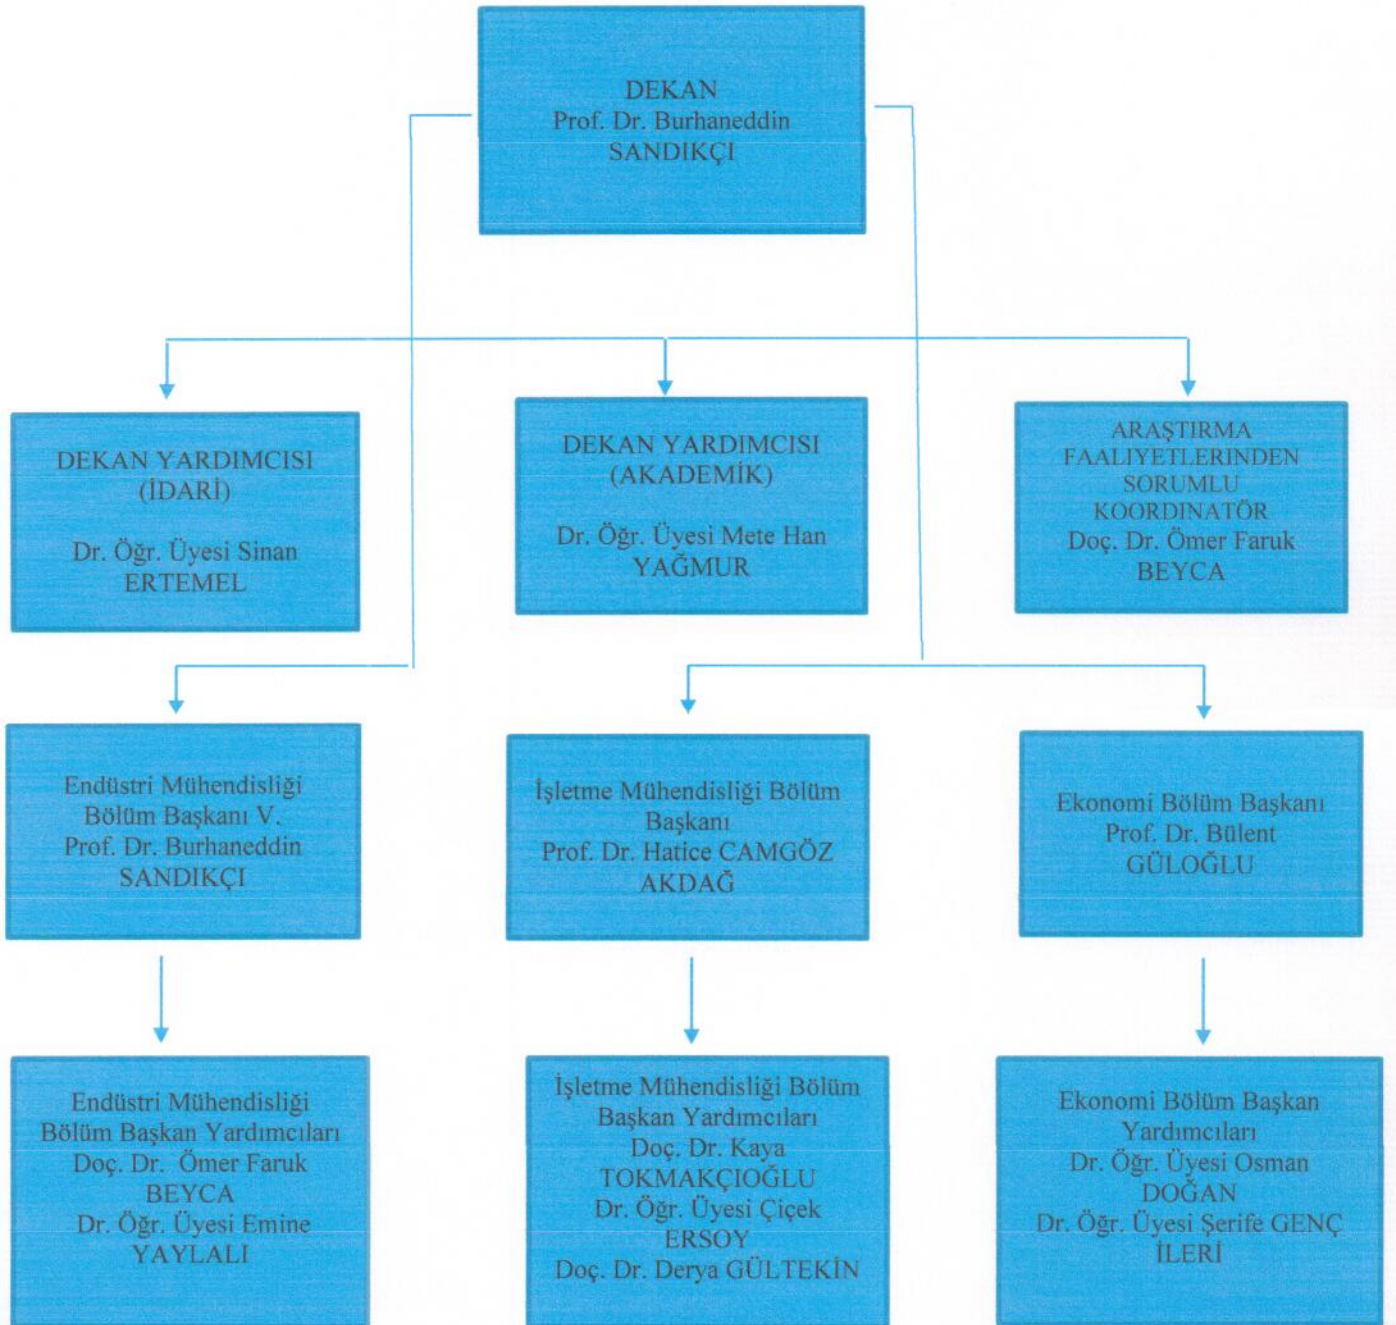 DEKAN
Prof. Dr. Burhaneddin
SANDIKÇI
DEKAN YARDIMCISI
(İDARİ)
Dr. Öğr. Üyesi Sinan
ERTEMEL
DEKAN YARDIMCISI
(AKADEMİK)
Dr. Öğr. Üyesi Mete Han
YAĞMUR
ARAŞTIRMA
FAALIYETLERINDEN
SORUMLU
KOORDINATÖR
Doç. Dr. Ömer Faruk
BEYCA
Endüstri Mühendisliği
Bölüm Başkanı V.
Prof. Dr. Burhaneddin
SANDIKÇI
İşletme Mühendisliği Bölüm
Başkanı
Prof. Dr. Hatice CAMGÖZ
AKDAĞ
Ekonomi Bölüm Başkanı
Prof. Dr. Bülent
GÜLOĞLU
Endüstri Mühendisliği
Bölüm Başkan Yardımcıları
Doç. Dr. Ömer Faruk
BEYCA
Dr. Öğr. Üyesi Emine
YAYLALI
İşletme Mühendisliği Bölüm
Başkan Yardımcıları
Doç. Dr. Kaya
TOKMAKÇIOĞLU
Dr. Öğr. Üyesi Çiçek
ERSOY
Doç. Dr. Derya GÜLTEKİN
Ekonomi Bölüm Başkan
Yardımcıları
Dr. Öğr. Üyesi Osman
DOĞAN
Dr. Öğr. Üyesi Şerife GENÇ
İLERİ